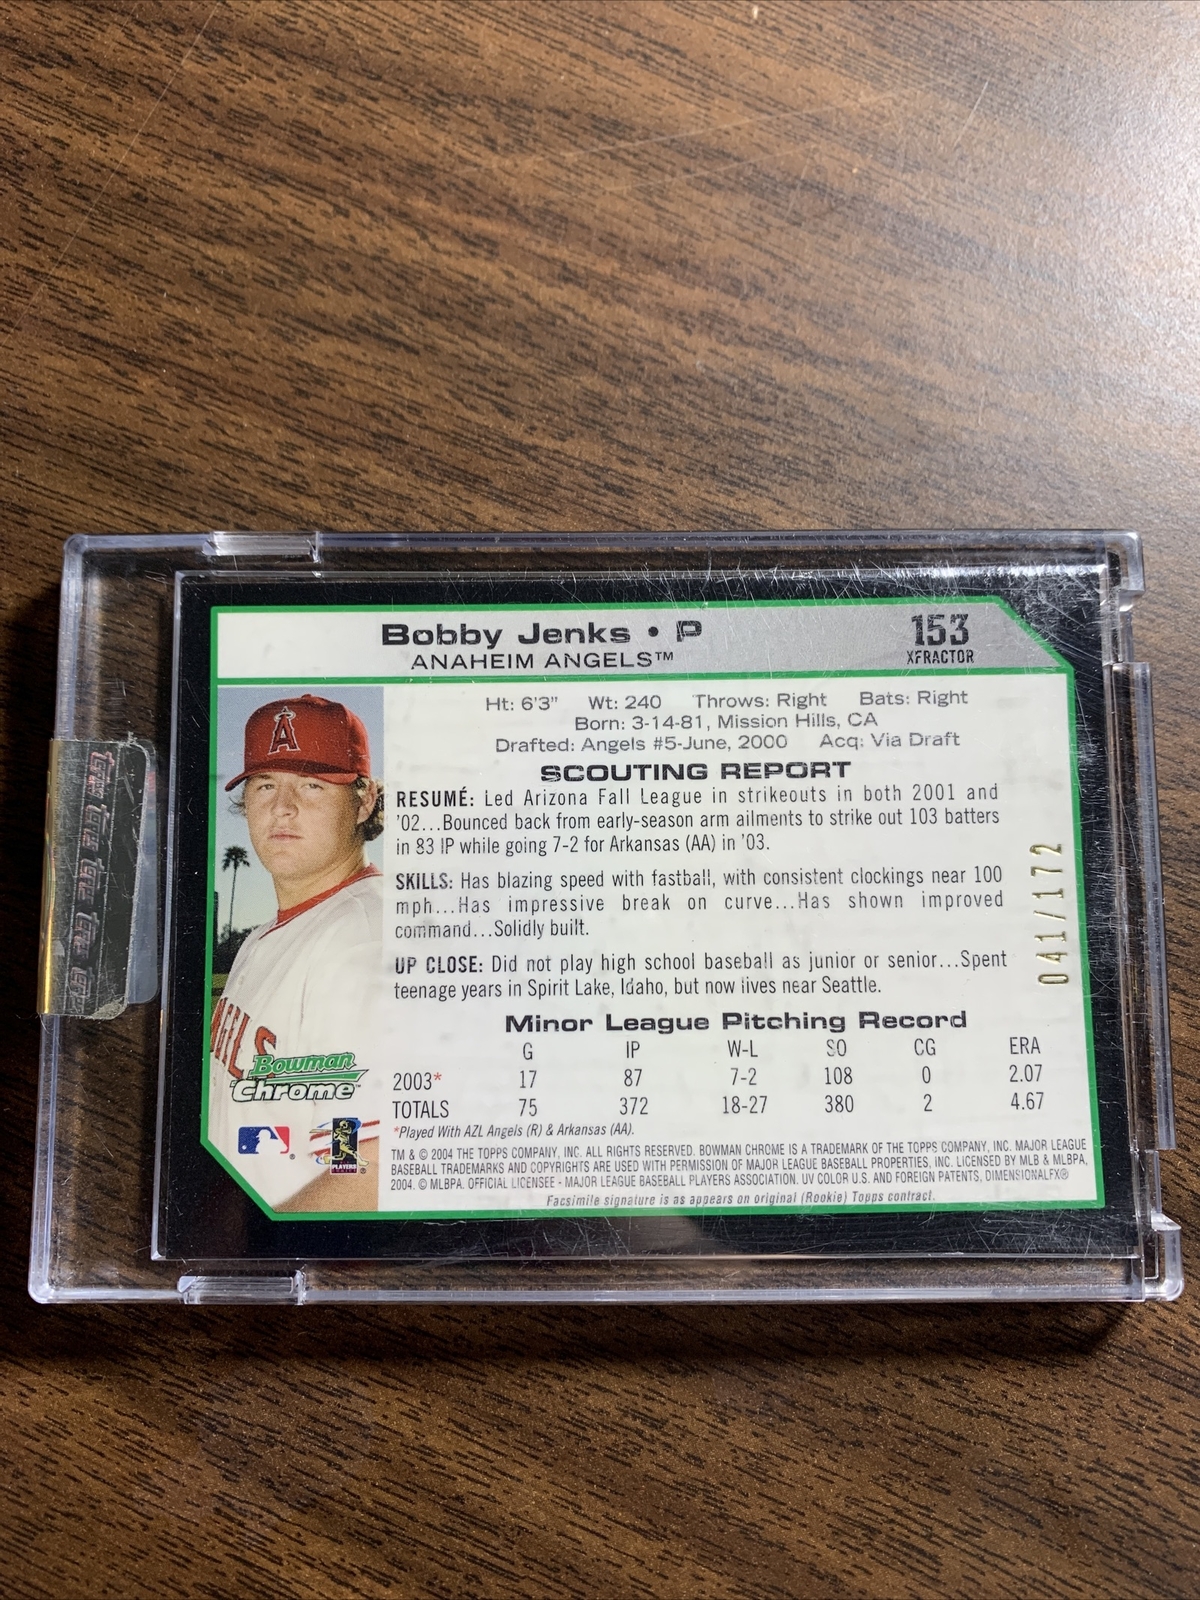 Bobby Jenks • P
ANAHEIM ANGELS™
153
XFRACTOR
Ht: 6'3" Wt: 240 Throws: Right Bats: Right
Born: 3-14-81, Mission Hills, CA
Drafted: Angels #5-June, 2000 Acq: Via Draft
SCOUTING REPORT
RESUMÉ: Led Arizona Fall League in strikeouts in both 2001 and
'02...Bounced back from early-season arm ailments to strike out 103 batters
in 83 IP while going 7-2 for Arkansas (AA) in '03.
SKILLS: Has blazing speed with fastball, with consistent clockings near 100
mph...Has impressive break on curve...Has shown improved
command...Solidly built.
UP CLOSE: Did not play high school baseball as junior or senior...Spent
teenage years in Spirit Lake, Idaho, but now lives near Seattle.
041/172
Minor League Pitching Record
G IP W-L SO CG ERA
2003* 17 87 7-2 108 0 2.07
TOTALS 75 372 18-27 380 2 4.67
*Played With AZL Angels (R) & Arkansas (AA).
TM & © 2004 THE TOPPS COMPANY, INC. ALL RIGHTS RESERVED. BOWMAN CHROME IS A TRADEMARK OF THE TOPPS COMPANY, INC. MAJOR LEAGUE
BASEBALL TRADEMARKS AND COPYRIGHTS ARE USED WITH PERMISSION OF MAJOR LEAGUE BASEBALL PROPERTIES, INC. LICENSED BY MLB & MLBPA,
2004. © MLBPA. OFFICIAL LICENSEE - MAJOR LEAGUE BASEBALL PLAYERS ASSOCIATION. UV COLOR U.S. AND FOREIGN PATENTS, DIMENSIONALFX®
Facsimile signature is as appears on original (Rookie) Topps contract.
A
NGELS
Bowman
Chrome™
PLAYERS